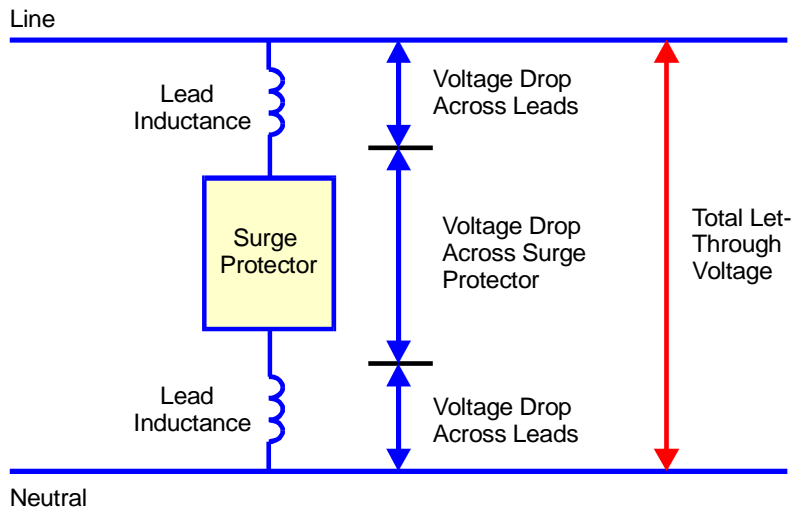 Line
Lead
Inductance
Voltage Drop
Across Leads
Surge
Protector
Voltage Drop
Across Surge
Protector
Total Let-
Through
Voltage
Lead
Inductance
Voltage Drop
Across Leads
Neutral